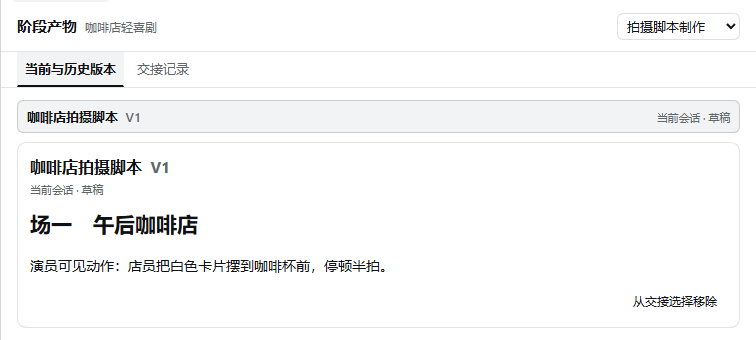 阶段产物 咖啡店轻喜剧 拍摄脚本制作
当前与历史版本 交接记录
咖啡店拍摄脚本 V1 当前会话 · 草稿
咖啡店拍摄脚本 V1
当前会话 · 草稿
场一　午后咖啡店
演员可见动作：店员把白色卡片摆到咖啡杯前，停顿半拍。
从交接选择移除